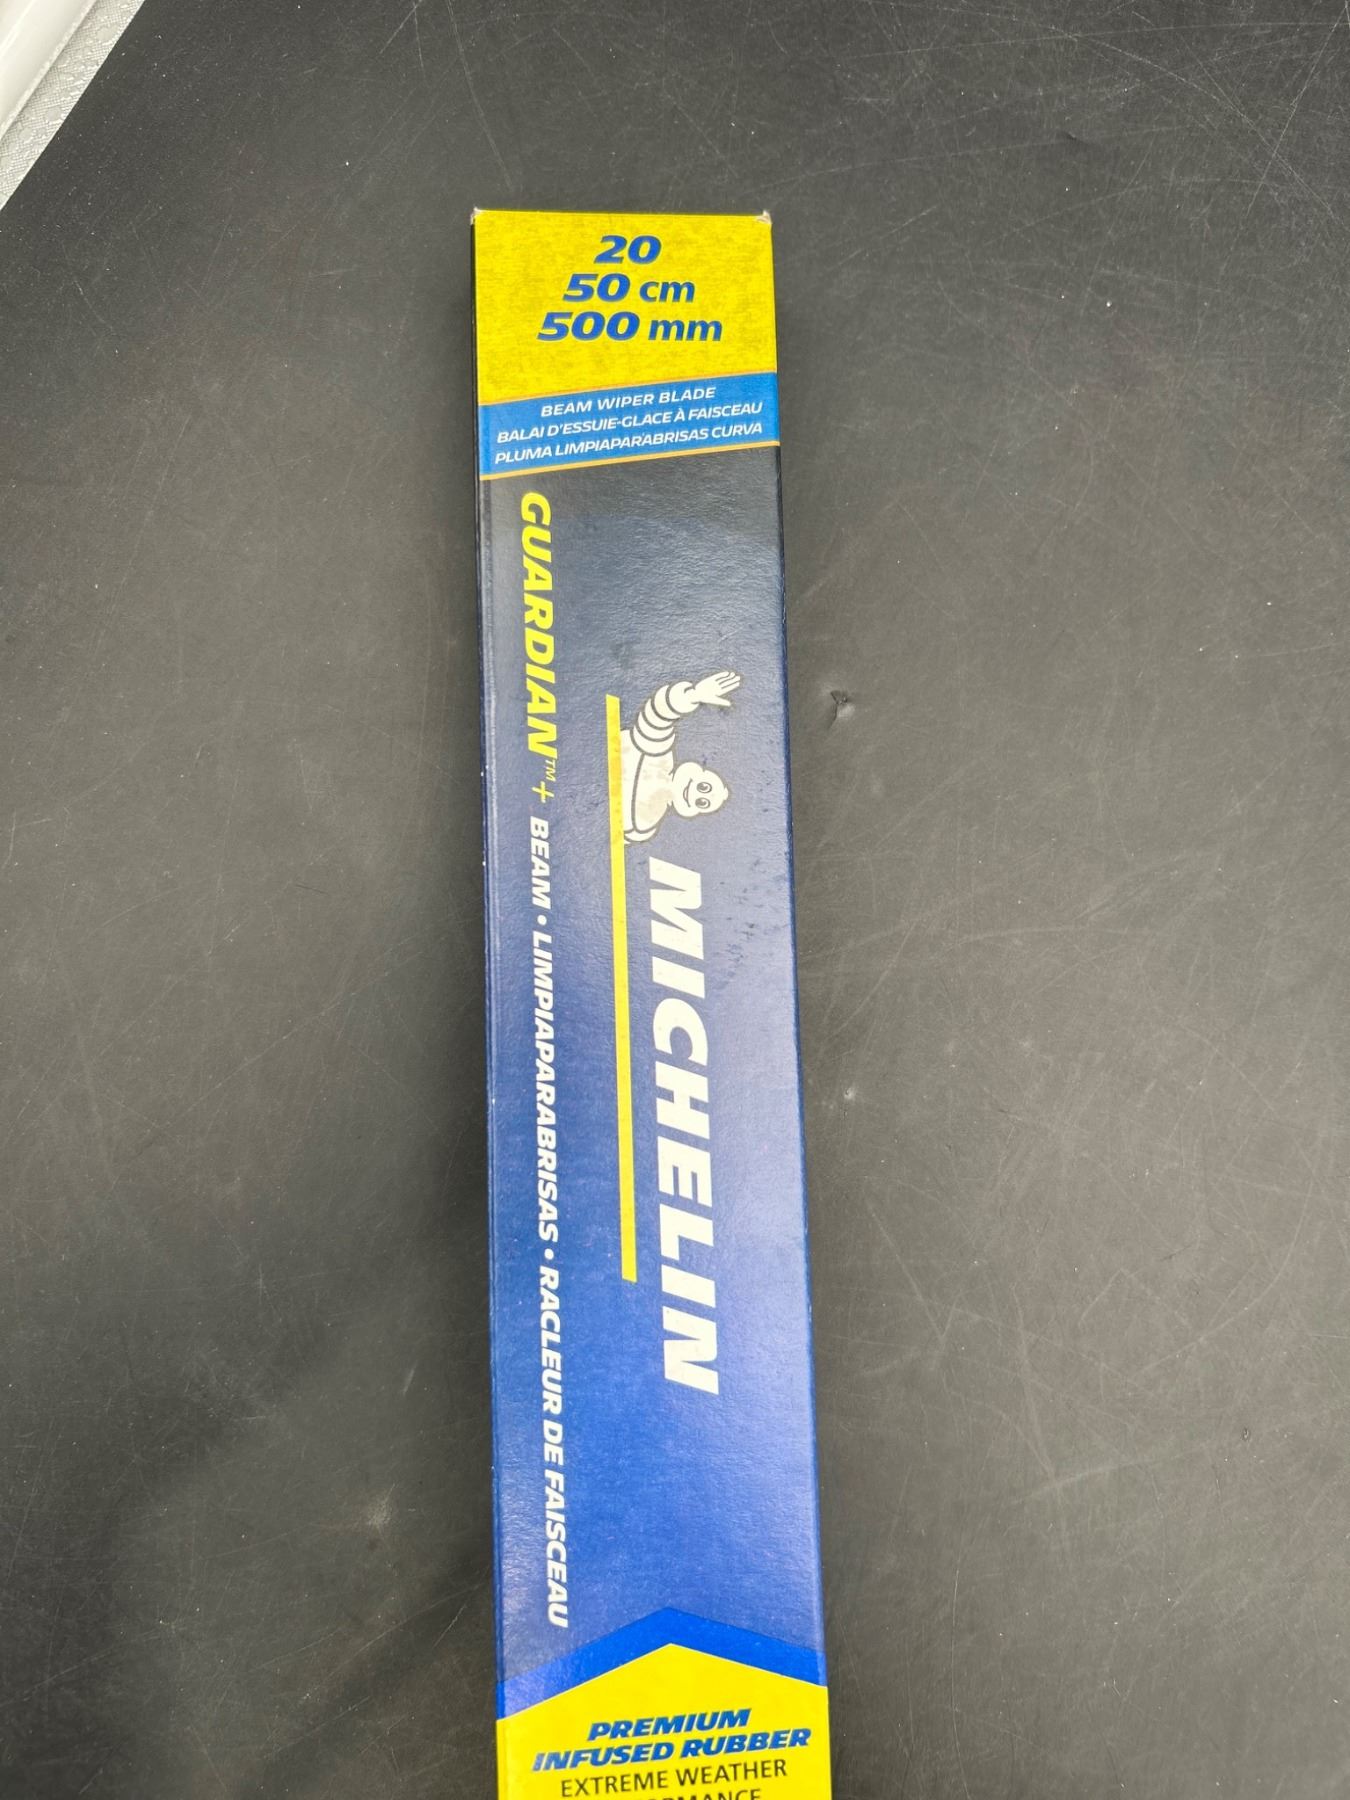 20
50 cm
500 mm
BEAM WIPER BLADE
BALAI D'ESSUIE-GLACE À FAISCEAU
PLUMA LIMPIAPARABRISAS CURVA
MICHELIN
GUARDIAN™+ BEAM • LIMPIAPARABRISAS • RACLEUR DE FAISCEAU
PREMIUM
INFUSED RUBBER
EXTREME WEATHER